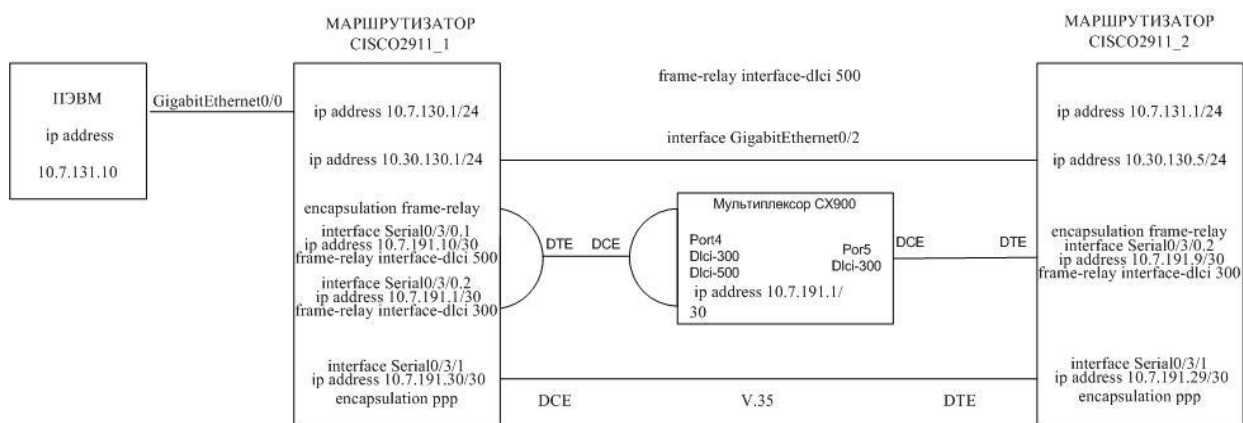 МАРШРУТИЗАТОР
CISCO2911_1
МАРШРУТИЗАТОР
CISCO2911_2
ПЭВМ
ip address
10.7.131.10
GigabitEthernet0/0
ip address 10.7.130.1/24
ip address 10.30.130.1/24
encapsulation frame-relay
interface Serial0/3/0.1
ip address 10.7.191.10/30
frame-relay interface-dlci 500
interface Serial0/3/0.2
ip address 10.7.191.1/30
frame-relay interface-dlci 300
interface Serial0/3/1
ip address 10.7.191.30/30
encapsulation ppp
frame-relay interface-dlci 500
interface GigabitEthernet0/2
DTE
DCE
Мультиплексор CX900
Port4
Dlci-300
Dlci-500
Por5
Dlci-300
ip address 10.7.191.1/
30
DCE
DTE
DCE
V.35
DTE
ip address 10.7.131.1/24
ip address 10.30.130.5/24
encapsulation frame-relay
interface Serial0/3/0.2
ip address 10.7.191.9/30
frame-relay interface-dlci 300
interface Serial0/3/1
ip address 10.7.191.29/30
encapsulation ppp